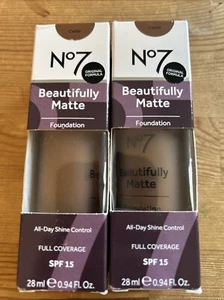 No7
ORIGINAL
FORMULA
Beautifully
Matte
Foundation
All-Day Shine Control
FULL COVERAGE
SPF 15
28 ml e 0.94 Fl. Oz.
No7
ORIGINAL
FORMULA
Beautifully
Matte
Foundation
Beautifully
Matte
All-Day Shine Control
FULL COVERAGE
SPF 15
28 ml e 0.94 Fl. Oz.